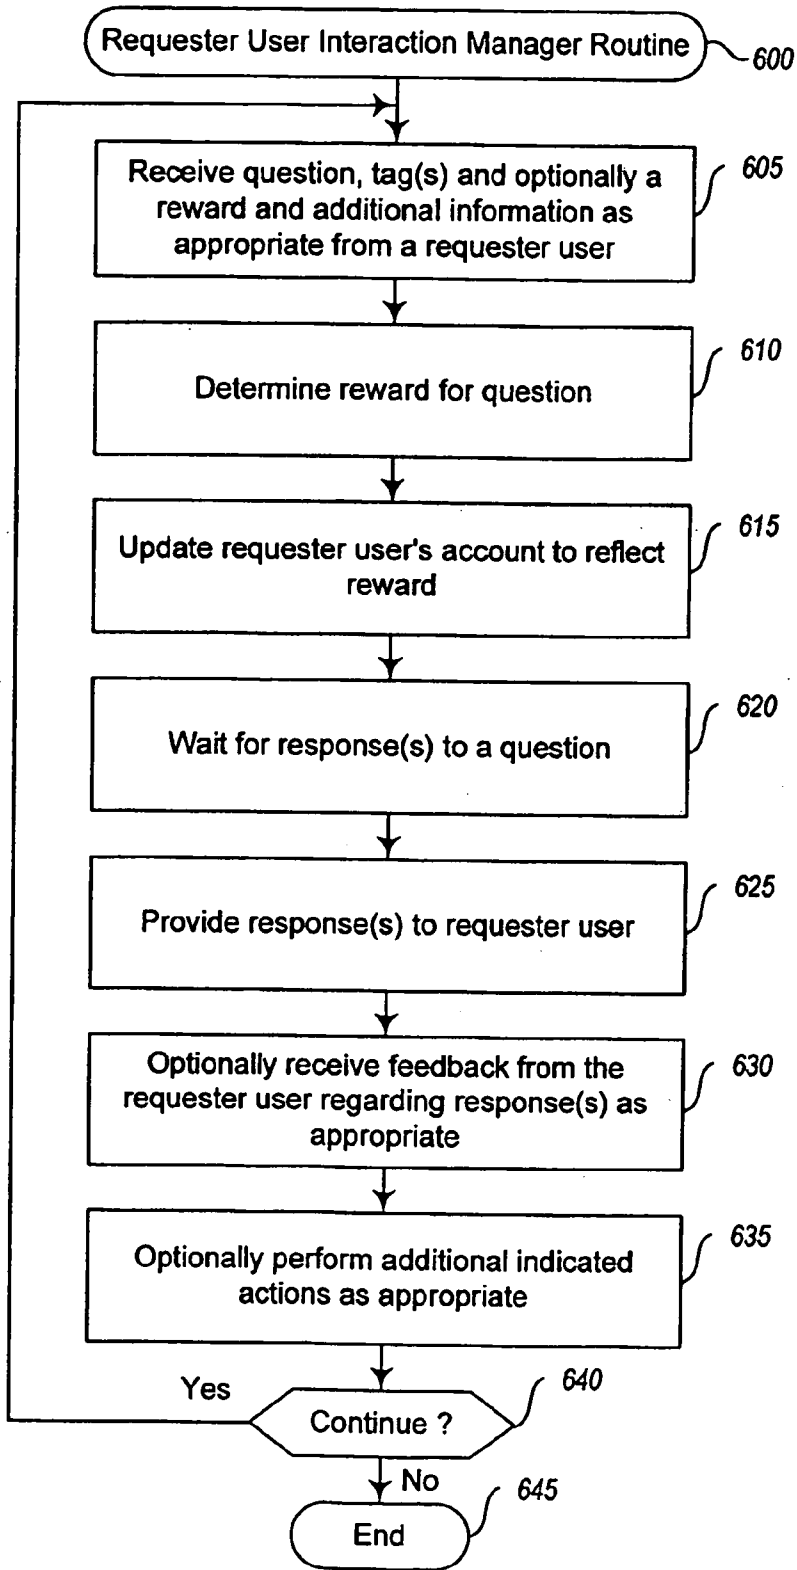 Requester User Interaction Manager Routine
600
Receive question, tag(s) and optionally a
reward and additional information as
appropriate from a requester user
605
Determine reward for question
610
Update requester user's account to reflect
reward
615
Wait for response(s) to a question
620
Provide response(s) to requester user
625
Optionally receive feedback from the
requester user regarding response(s) as
appropriate
630
Optionally perform additional indicated
actions as appropriate
635
Yes
Continue ?
640
No
End
645